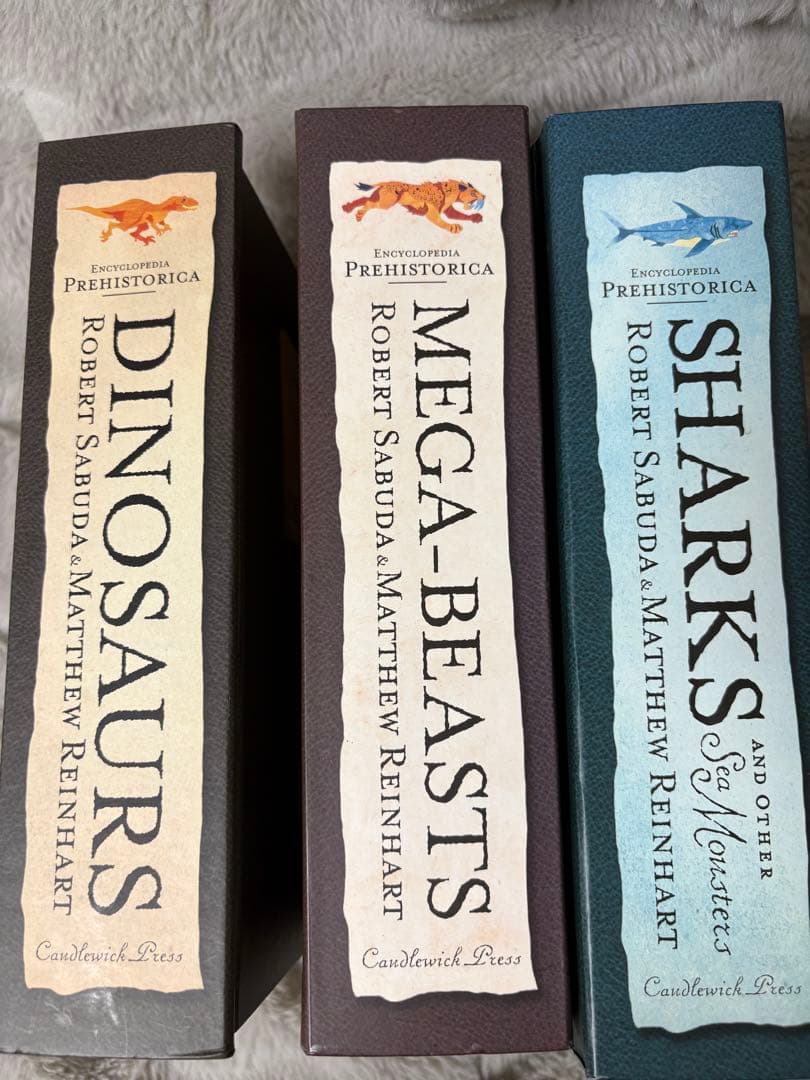 ENCYCLOPEDIA
PREHISTORICA
DINOSAURS
ROBERT SABUDA & MATTHEW REINHART
Candlewick Press
ENCYCLOPEDIA
PREHISTORICA
MEGA-BEASTS
ROBERT SABUDA & MATTHEW REINHART
Candlewick Press
ENCYCLOPEDIA
PREHISTORICA
SHARKS
AND OTHER
Sea Monsters
ROBERT SABUDA & MATTHEW REINHART
Candlewick Press